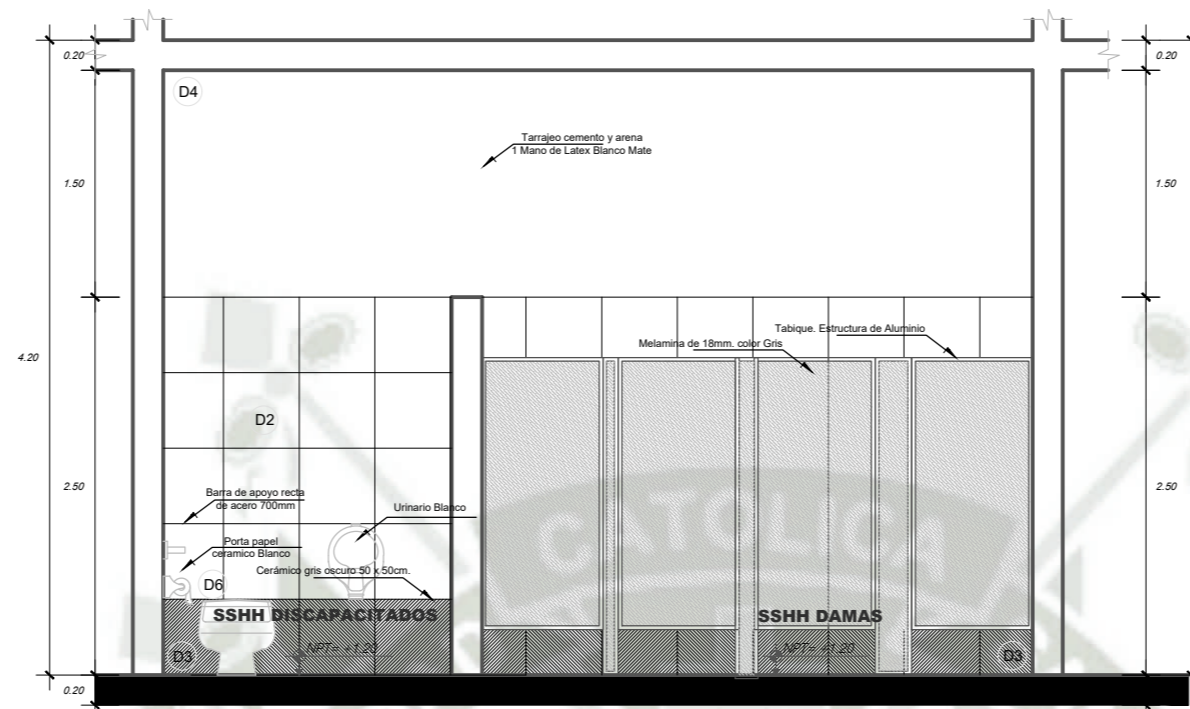 0.20
0.20
D4
Tarrajeo cemento y arena
1 Mano de Latex Blanco Mate
1.50
1.50
Tabique. Estructura de Aluminio
Melamina de 18mm. color Gris
4.20
D2
2.50
2.50
Barra de apoyo recta
de acero 700mm
Urinario Blanco
Porta papel
ceramico Blanco
Cerámico gris oscuro 50 x 50cm.
D6
SSHH DISCAPACITADOS
SSHH DAMAS
NPT= +1.20
NPT= +1.20
D3
D3
0.20
CATOLICA